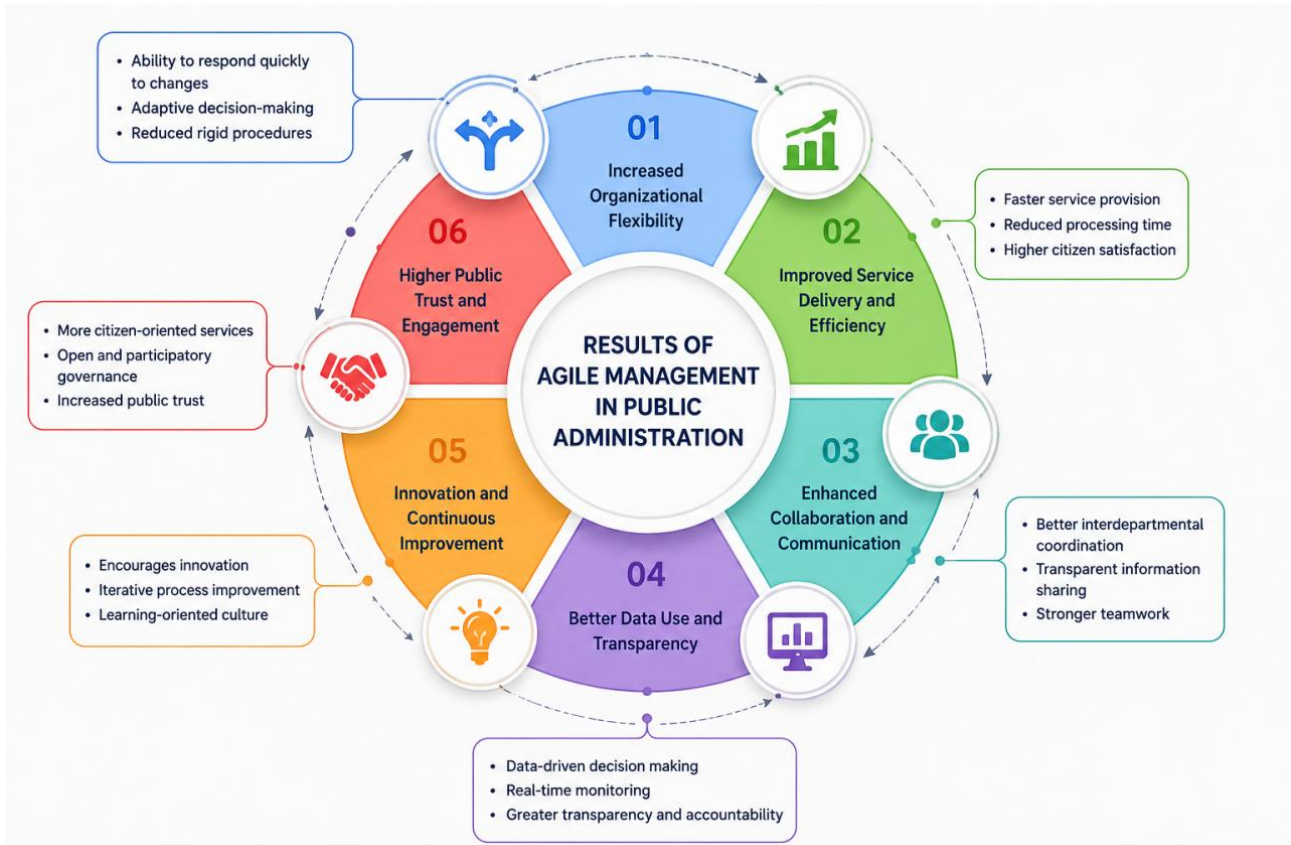 RESULTS OF
AGILE MANAGEMENT
IN PUBLIC
ADMINISTRATION
01
Increased
Organizational
Flexibility
• Ability to respond quickly
to changes
• Adaptive decision-making
• Reduced rigid procedures
02
Improved Service
Delivery and
Efficiency
• Faster service provision
• Reduced processing time
• Higher citizen satisfaction
03
Enhanced
Collaboration and
Communication
• Better interdepartmental
coordination
• Transparent information
sharing
• Stronger teamwork
04
Better Data Use and
Transparency
• Data-driven decision making
• Real-time monitoring
• Greater transparency and accountability
05
Innovation and
Continuous
Improvement
• Encourages innovation
• Iterative process improvement
• Learning-oriented culture
06
Higher Public
Trust and
Engagement
• More citizen-oriented services
• Open and participatory
governance
• Increased public trust